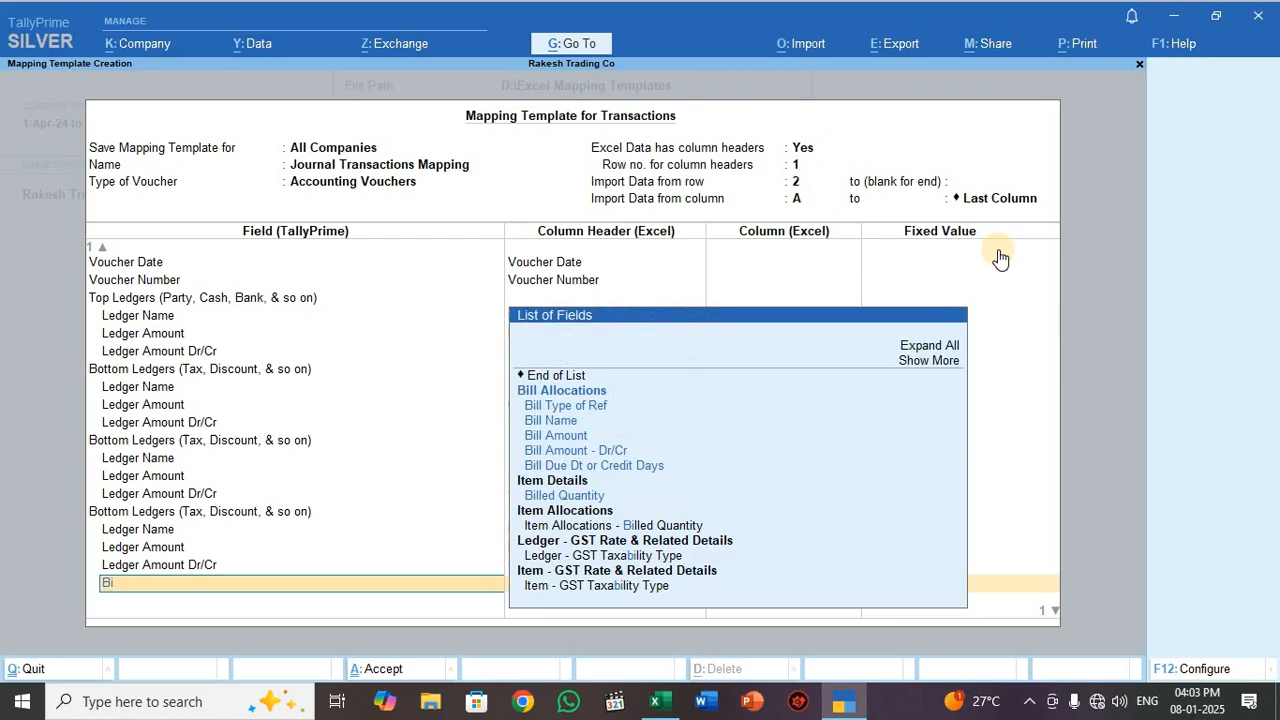 TallyPrime
SILVER
MANAGE
K: Company
Y: Data
Z: Exchange
G: Go To
O: Import
E: Export
M: Share
P: Print
F1: Help
Mapping Template Creation
Rakesh Trading Co
×
File Path D:\Excel Mapping Templates
1-Apr-24 to
Rakesh Tra
Mapping Template for Transactions
Save Mapping Template for : All Companies
Name : Journal Transactions Mapping
Type of Voucher : Accounting Vouchers
Excel Data has column headers : Yes
Row no. for column headers : 1
Import Data from row : 2 to (blank for end) :
Import Data from column : A to : ♦ Last Column
Field (TallyPrime) Column Header (Excel) Column (Excel) Fixed Value
1 ▲
Voucher Date Voucher Date
Voucher Number Voucher Number
Top Ledgers (Party, Cash, Bank, & so on)
Ledger Name
Ledger Amount
Ledger Amount Dr/Cr
Bottom Ledgers (Tax, Discount, & so on)
Ledger Name
Ledger Amount
Ledger Amount Dr/Cr
Bottom Ledgers (Tax, Discount, & so on)
Ledger Name
Ledger Amount
Ledger Amount Dr/Cr
Bottom Ledgers (Tax, Discount, & so on)
Ledger Name
Ledger Amount
Ledger Amount Dr/Cr
Bi
List of Fields
Expand All
Show More
♦ End of List
Bill Allocations
Bill Type of Ref
Bill Name
Bill Amount
Bill Amount - Dr/Cr
Bill Due Dt or Credit Days
Item Details
Billed Quantity
Item Allocations
Item Allocations - Billed Quantity
Ledger - GST Rate & Related Details
Ledger - GST Taxability Type
Item - GST Rate & Related Details
Item - GST Taxability Type
1 ▼
Q: Quit
A: Accept
D: Delete
F12: Configure
Type here to search
27°C
ENG
04:03 PM
08-01-2025